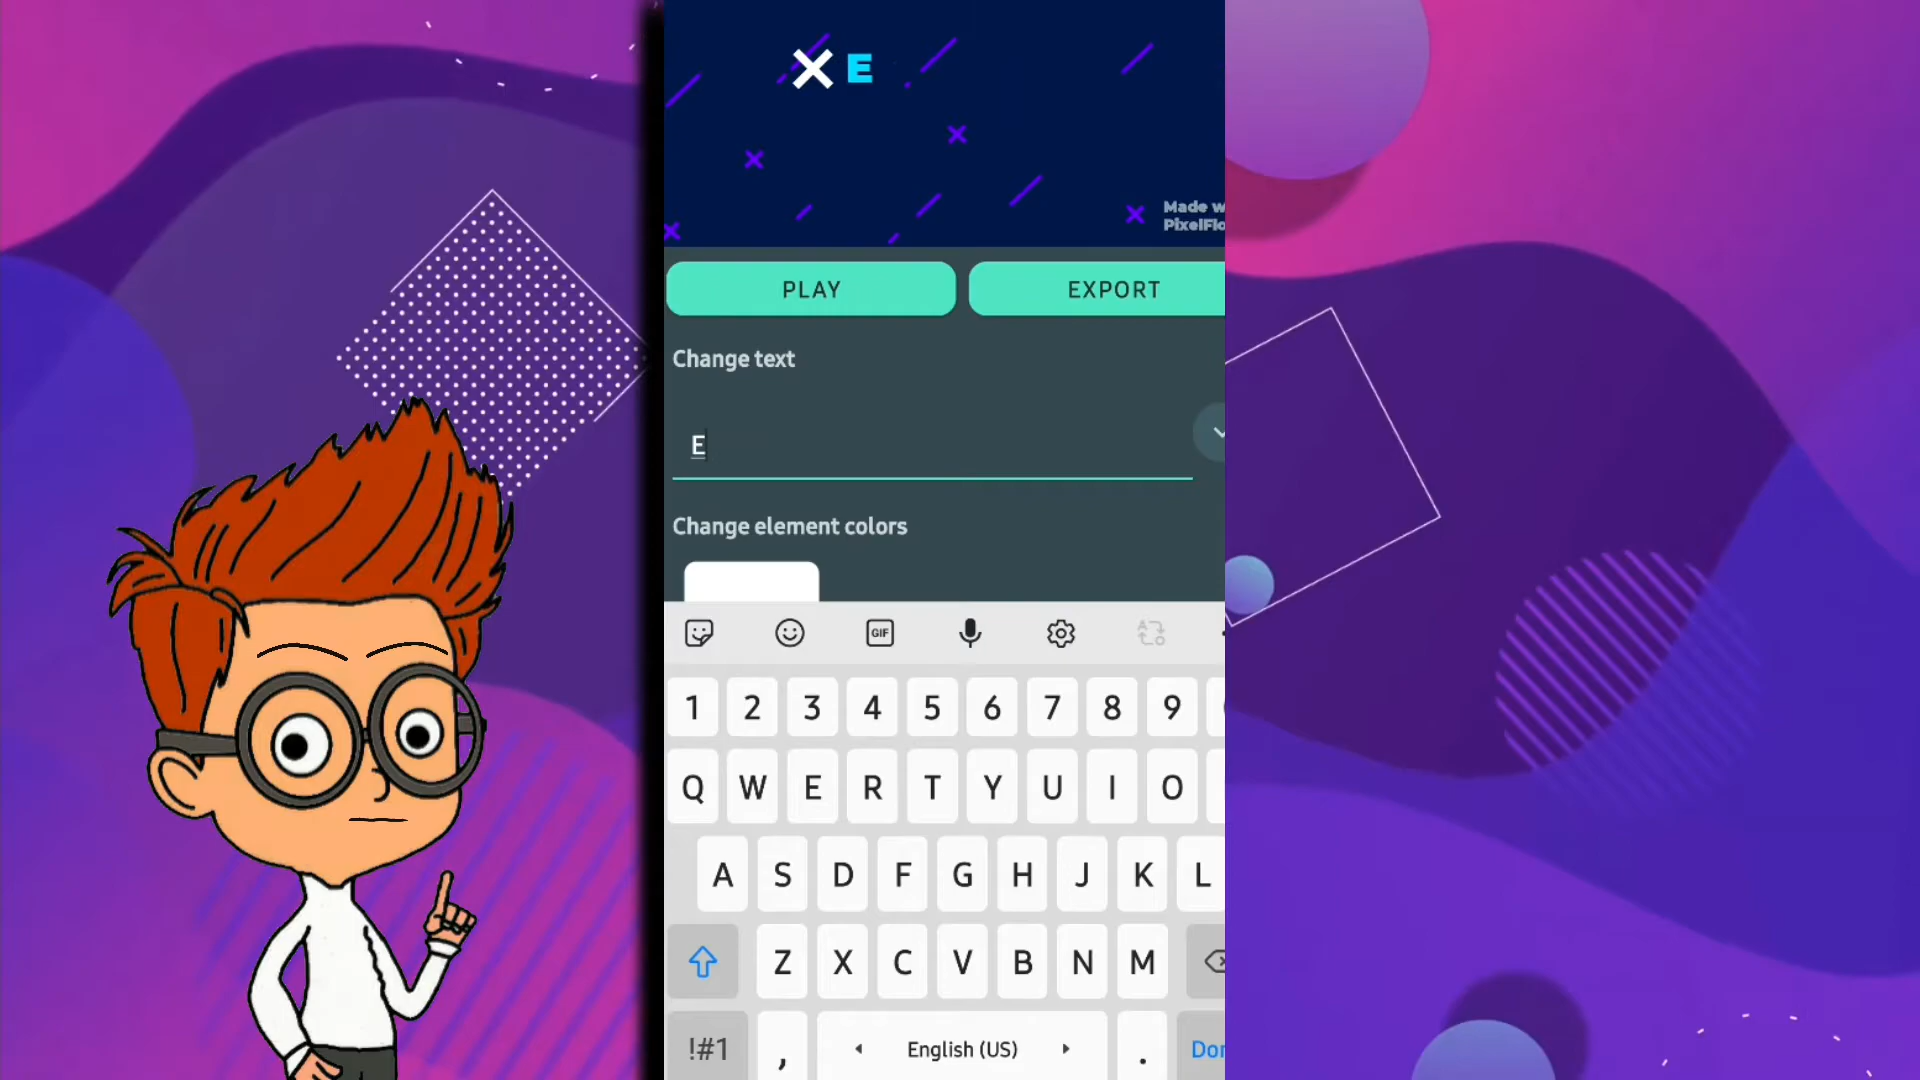 E
Made w
PixelFlo
PLAY
EXPORT
Change text
E
Change element colors
GIF
1 2 3 4 5 6 7 8 9
Q W E R T Y U I O
A S D F G H J K L
Z X C V B N M
!#1 , English (US) . Don